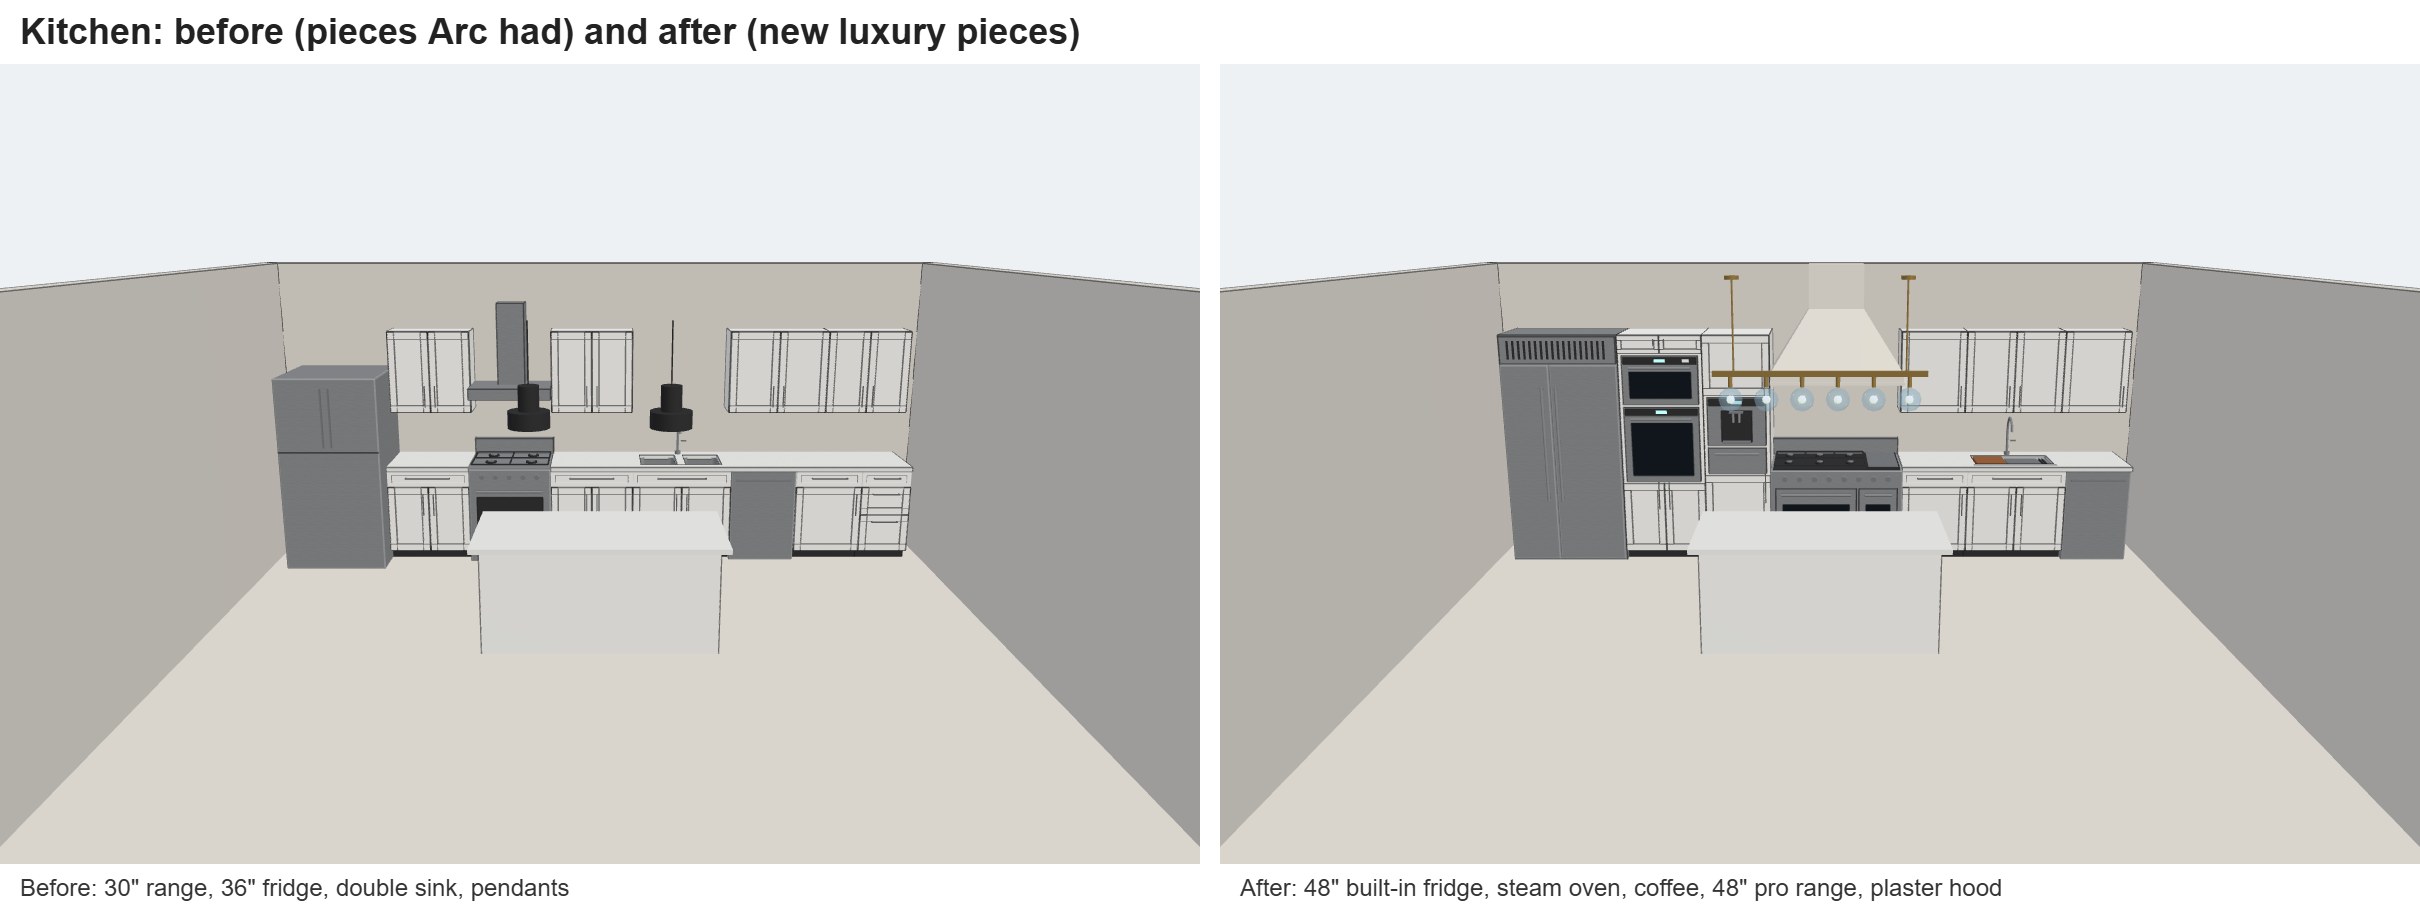 Kitchen: before (pieces Arc had) and after (new luxury pieces)
Before: 30" range, 36" fridge, double sink, pendants
After: 48" built-in fridge, steam oven, coffee, 48" pro range, plaster hood